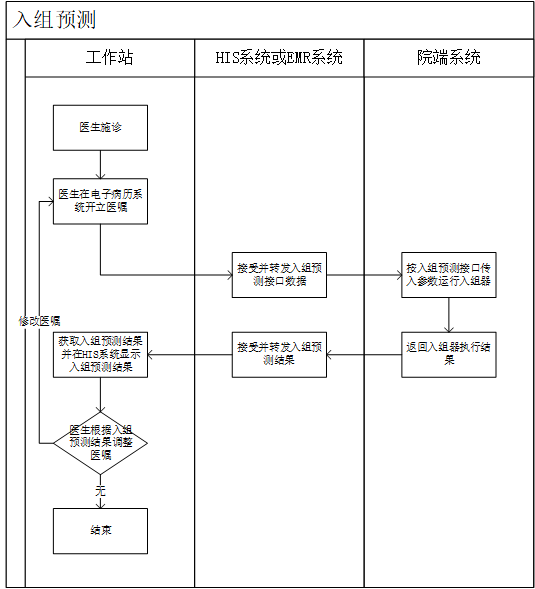 入组预测
工作站
HIS系统或EMR系统
院端系统
医生施诊
医生在电子病历系
统开立医嘱
接受并转发入组预
测接口数据
按入组预测接口传
入参数运行入组器
修改医嘱
获取入组预测结果
并在HIS系统显示
入组预测结果
接受并转发入组预
测结果
返回入组器执行结
果
医生根据入组
预测结果调整
医嘱
无
结束